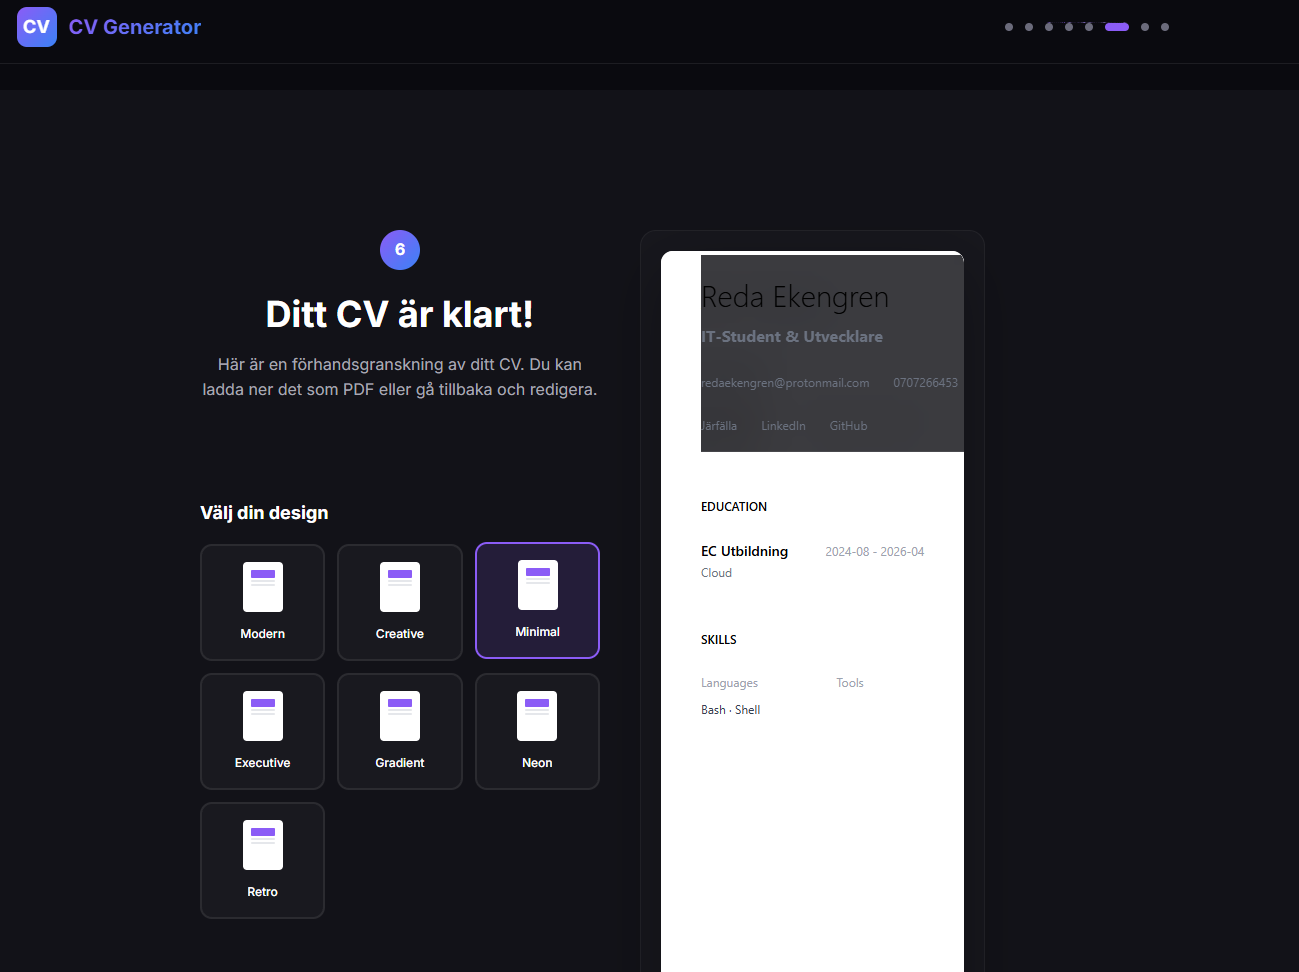 CV CV Generator
6
Ditt CV är klart!
Här är en förhandsgranskning av ditt CV. Du kan
ladda ner det som PDF eller gå tillbaka och redigera.
Välj din design
Modern Creative Minimal
Executive Gradient Neon
Retro
Reda Ekengren
IT-Student & Utvecklare
redaekengren@protonmail.com 0707266453
Järfälla LinkedIn GitHub
EDUCATION
EC Utbildning 2024-08 - 2026-04
Cloud
SKILLS
Languages Tools
Bash · Shell